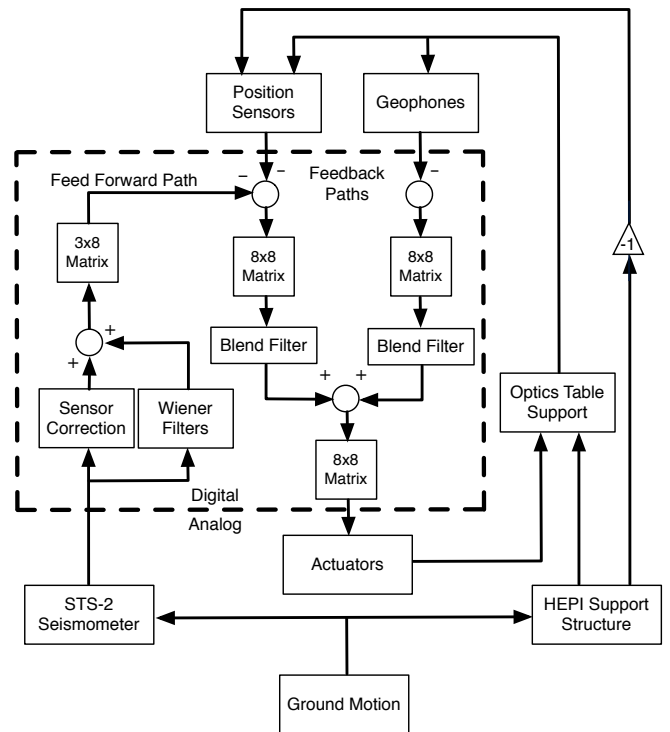 Position
Sensors
Geophones
Feed Forward Path
−
−
Feedback
Paths
−
3x8
Matrix
8x8
Matrix
8x8
Matrix
-1
+
+
Blend Filter
Blend Filter
Sensor
Correction
Wiener
Filters
+
+
Optics Table
Support
8x8
Matrix
Digital
Analog
Actuators
STS-2
Seismometer
HEPI Support
Structure
Ground Motion